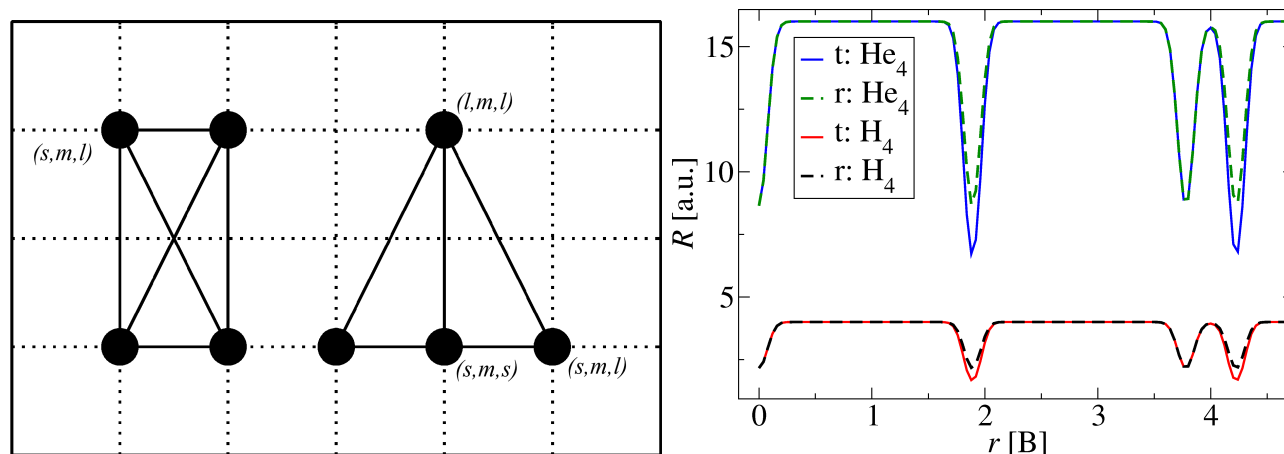 (l,m,l)
(s,m,l)
(s,m,s)
(s,m,l)
15
10
5
R [a.u.]
t: He₄
r: He₄
t: H₄
r: H₄
0 1 2 3 4
r [B]